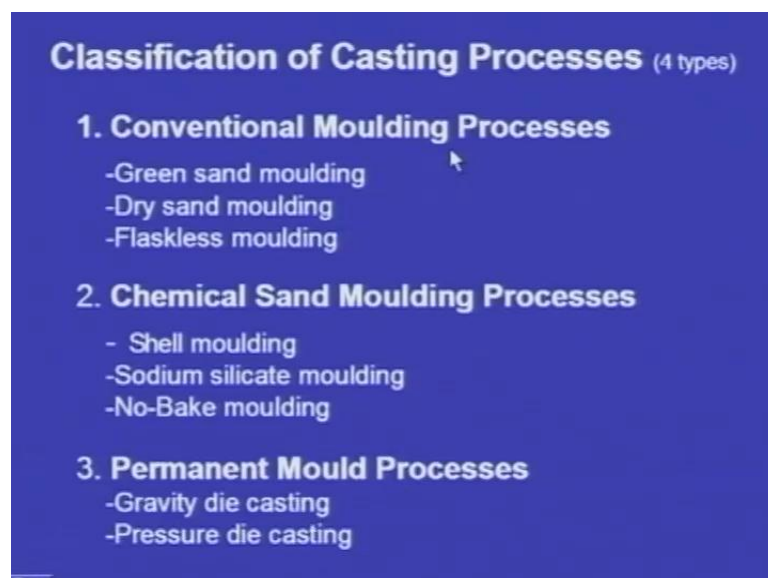 Classification of Casting Processes (4 types)
1. Conventional Moulding Processes
-Green sand moulding
-Dry sand moulding
-Flaskless moulding
2. Chemical Sand Moulding Processes
- Shell moulding
-Sodium silicate moulding
-No-Bake moulding
3. Permanent Mould Processes
-Gravity die casting
-Pressure die casting